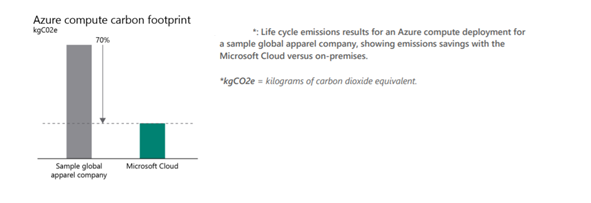 Azure compute carbon footprint
kgC02e
70%
Sample global
apparel company
Microsoft Cloud
*: Life cycle emissions results for an Azure compute deployment for
a sample global apparel company, showing emissions savings with the
Microsoft Cloud versus on-premises.
*kgCO2e = kilograms of carbon dioxide equivalent.